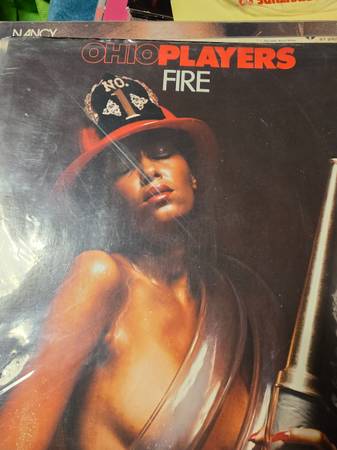 NANCY
OHIO PLAYERS
FIRE
NO.
1